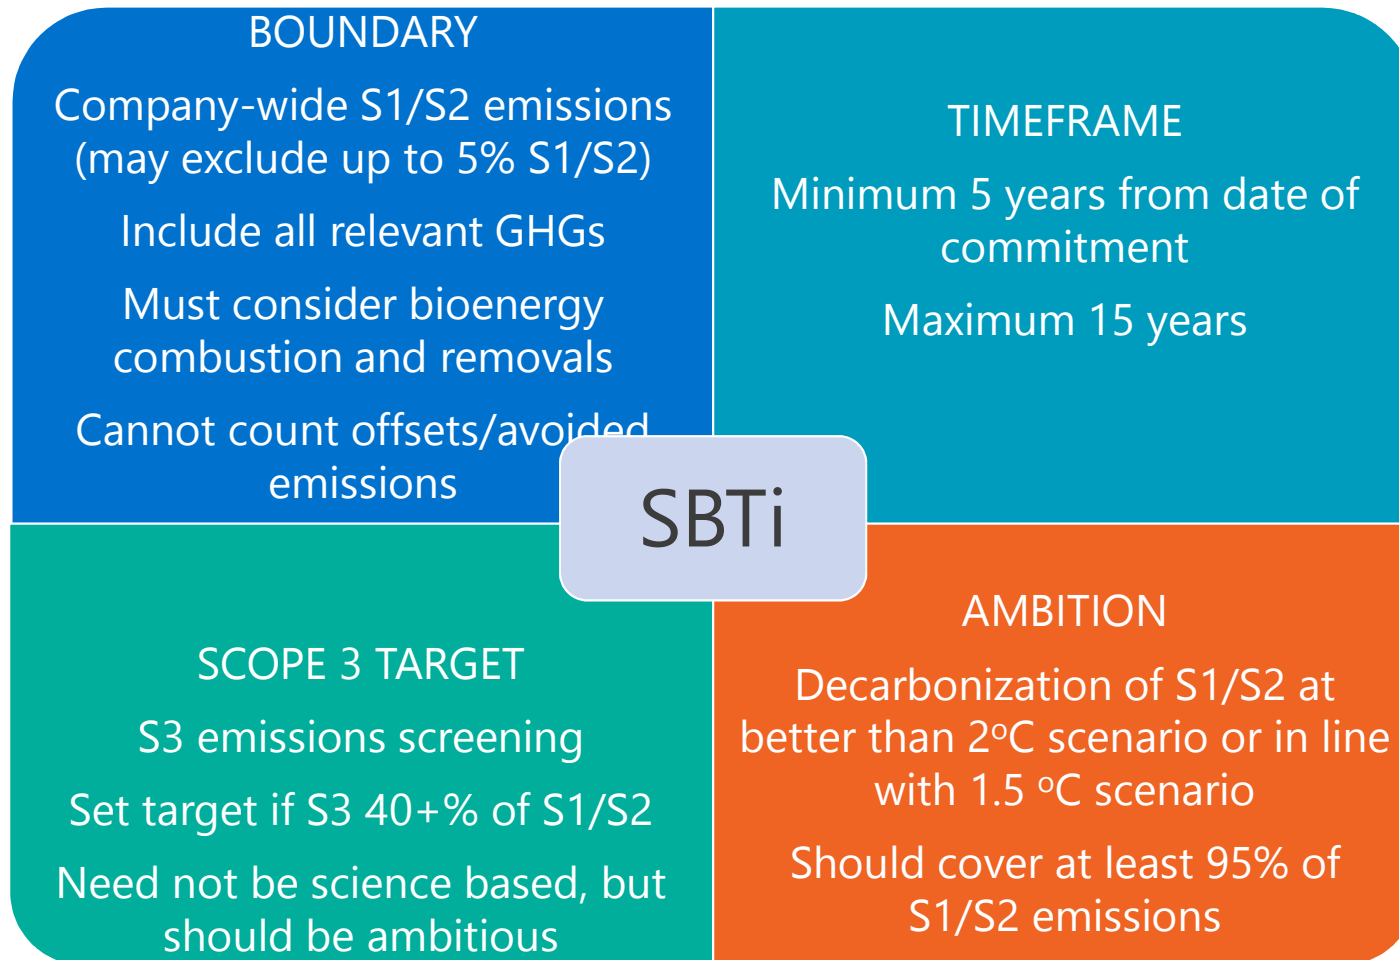 BOUNDARY
Company-wide S1/S2 emissions
(may exclude up to 5% S1/S2)
Include all relevant GHGs
Must consider bioenergy
combustion and removals
Cannot count offsets/avoided
emissions
TIMEFRAME
Minimum 5 years from date of
commitment
Maximum 15 years
SBTi
SCOPE 3 TARGET
S3 emissions screening
Set target if S3 40+% of S1/S2
Need not be science based, but
should be ambitious
AMBITION
Decarbonization of S1/S2 at
better than 2ºC scenario or in line
with 1.5 ºC scenario
Should cover at least 95% of
S1/S2 emissions